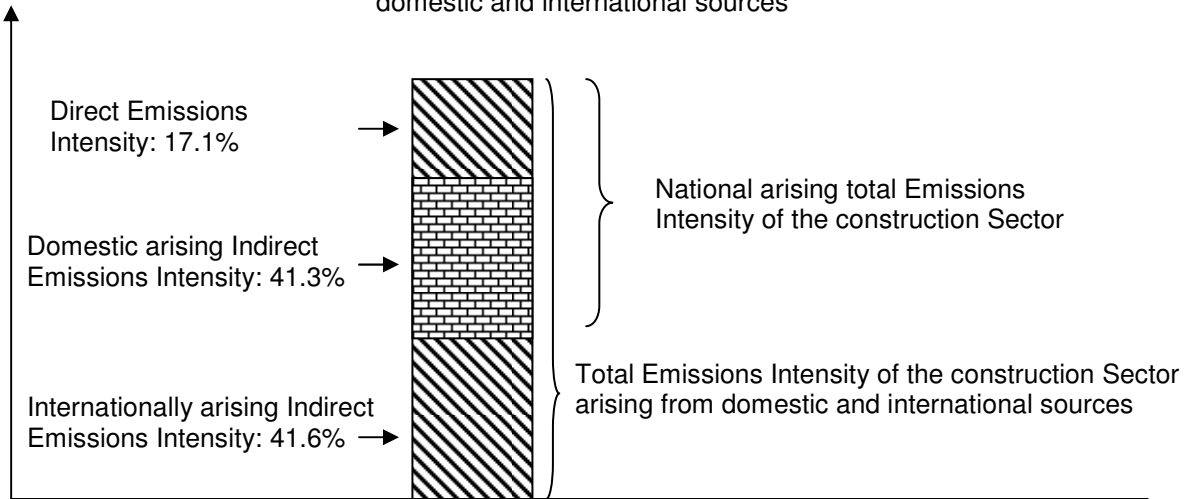 domestic and international sources
Direct Emissions
Intensity: 17.1%
National arising total Emissions
Intensity of the construction Sector
Domestic arising Indirect
Emissions Intensity: 41.3%
Total Emissions Intensity of the construction Sector
arising from domestic and international sources
Internationally arising Indirect
Emissions Intensity: 41.6%